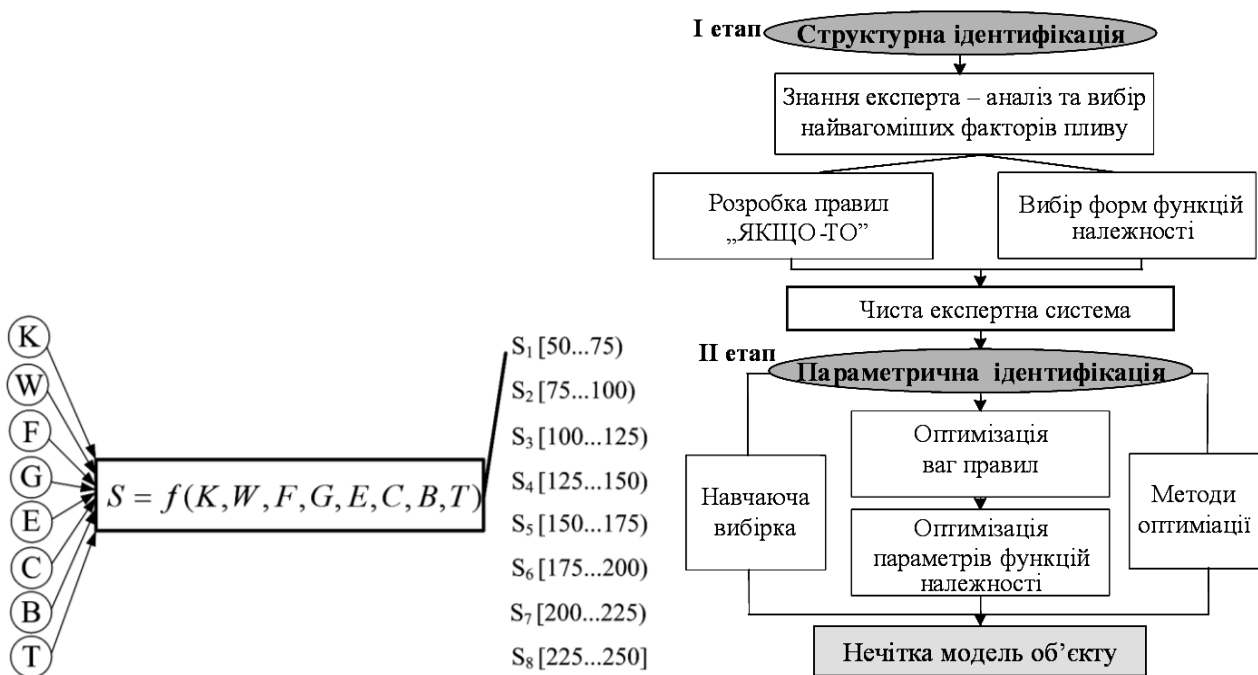 K
W
F
G
E
C
B
T
S = f(K,W,F,G,E,C,B,T)
S₁ [50...75)
S₂ [75...100)
S₃ [100...125)
S₄ [125...150)
S₅ [150...175)
S₆ [175...200)
S₇ [200...225)
S₈ [225...250]
I етап
Структурна ідентифікація
Знання експерта – аналіз та вибір
найвагоміших факторів пливу
Розробка правил
„ЯКЩО-ТО”
Вибір форм функцій
належності
Чиста експертна система
II етап
Параметрична ідентифікація
Оптимізація
ваг правил
Навчаюча
вибірка
Оптимізація
параметрів функцій
належності
Методи
оптиміації
Нечітка модель об’єкту